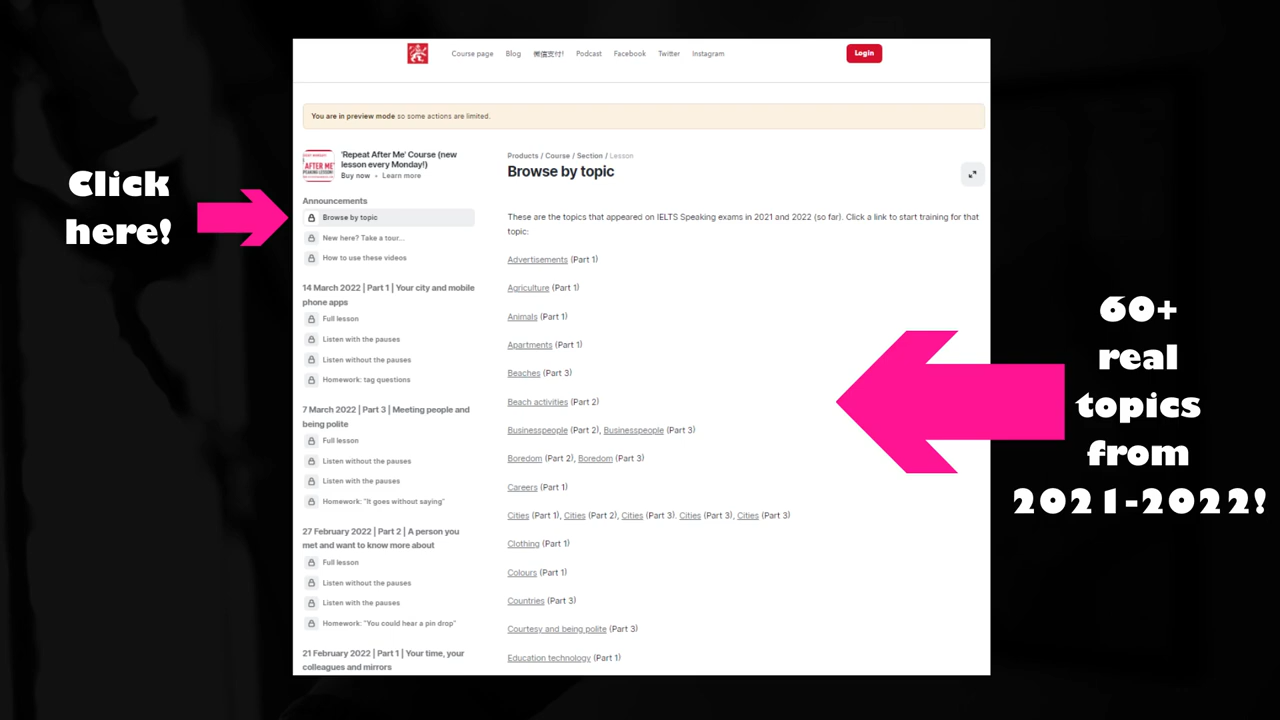 Course page Blog 微信支付! Podcast Facebook Twitter Instagram Login
You are in preview mode so some actions are limited.
'Repeat After Me' Course (new
lesson every Monday!)
Buy now • Learn more
Announcements
Browse by topic
New here? Take a tour...
How to use these videos
14 March 2022 | Part 1 | Your city and mobile
phone apps
Full lesson
Listen with the pauses
Listen without the pauses
Homework: tag questions
7 March 2022 | Part 3 | Meeting people and
being polite
Full lesson
Listen without the pauses
Listen with the pauses
Homework: "It goes without saying"
27 February 2022 | Part 2 | A person you
met and want to know more about
Full lesson
Listen without the pauses
Listen with the pauses
Homework: "You could hear a pin drop"
21 February 2022 | Part 1 | Your time, your
colleagues and mirrors
Products / Course / Section / Lesson
Browse by topic
These are the topics that appeared on IELTS Speaking exams in 2021 and 2022 (so far). Click a link to start training for that
topic:
Advertisements (Part 1)
Agriculture (Part 1)
Animals (Part 1)
Apartments (Part 1)
Beaches (Part 3)
Beach activities (Part 2)
Businesspeople (Part 2), Businesspeople (Part 3)
Boredom (Part 2), Boredom (Part 3)
Careers (Part 1)
Cities (Part 1), Cities (Part 2), Cities (Part 3). Cities (Part 3), Cities (Part 3)
Clothing (Part 1)
Colours (Part 1)
Countries (Part 3)
Courtesy and being polite (Part 3)
Education technology (Part 1)
Click
here!
60+
real
topics
from
2021-2022!